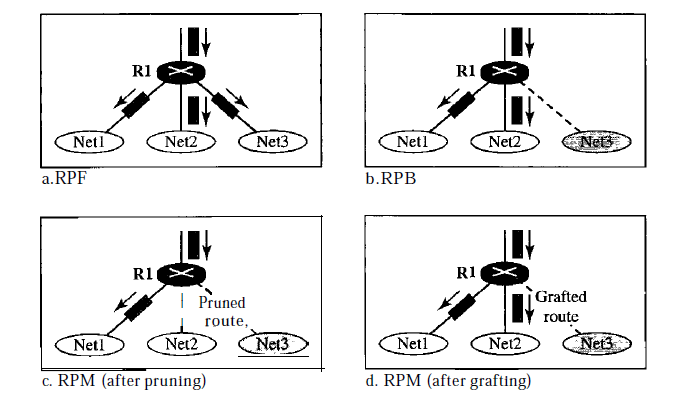 R1
Net1
Net2
Net3
a.RPF
R1
Net1
Net2
Net3
b.RPB
R1
Pruned
route,
Net1
Net2
Net3
c. RPM (after pruning)
R1
Grafted
route
Net1
Net2
Net3
d. RPM (after grafting)